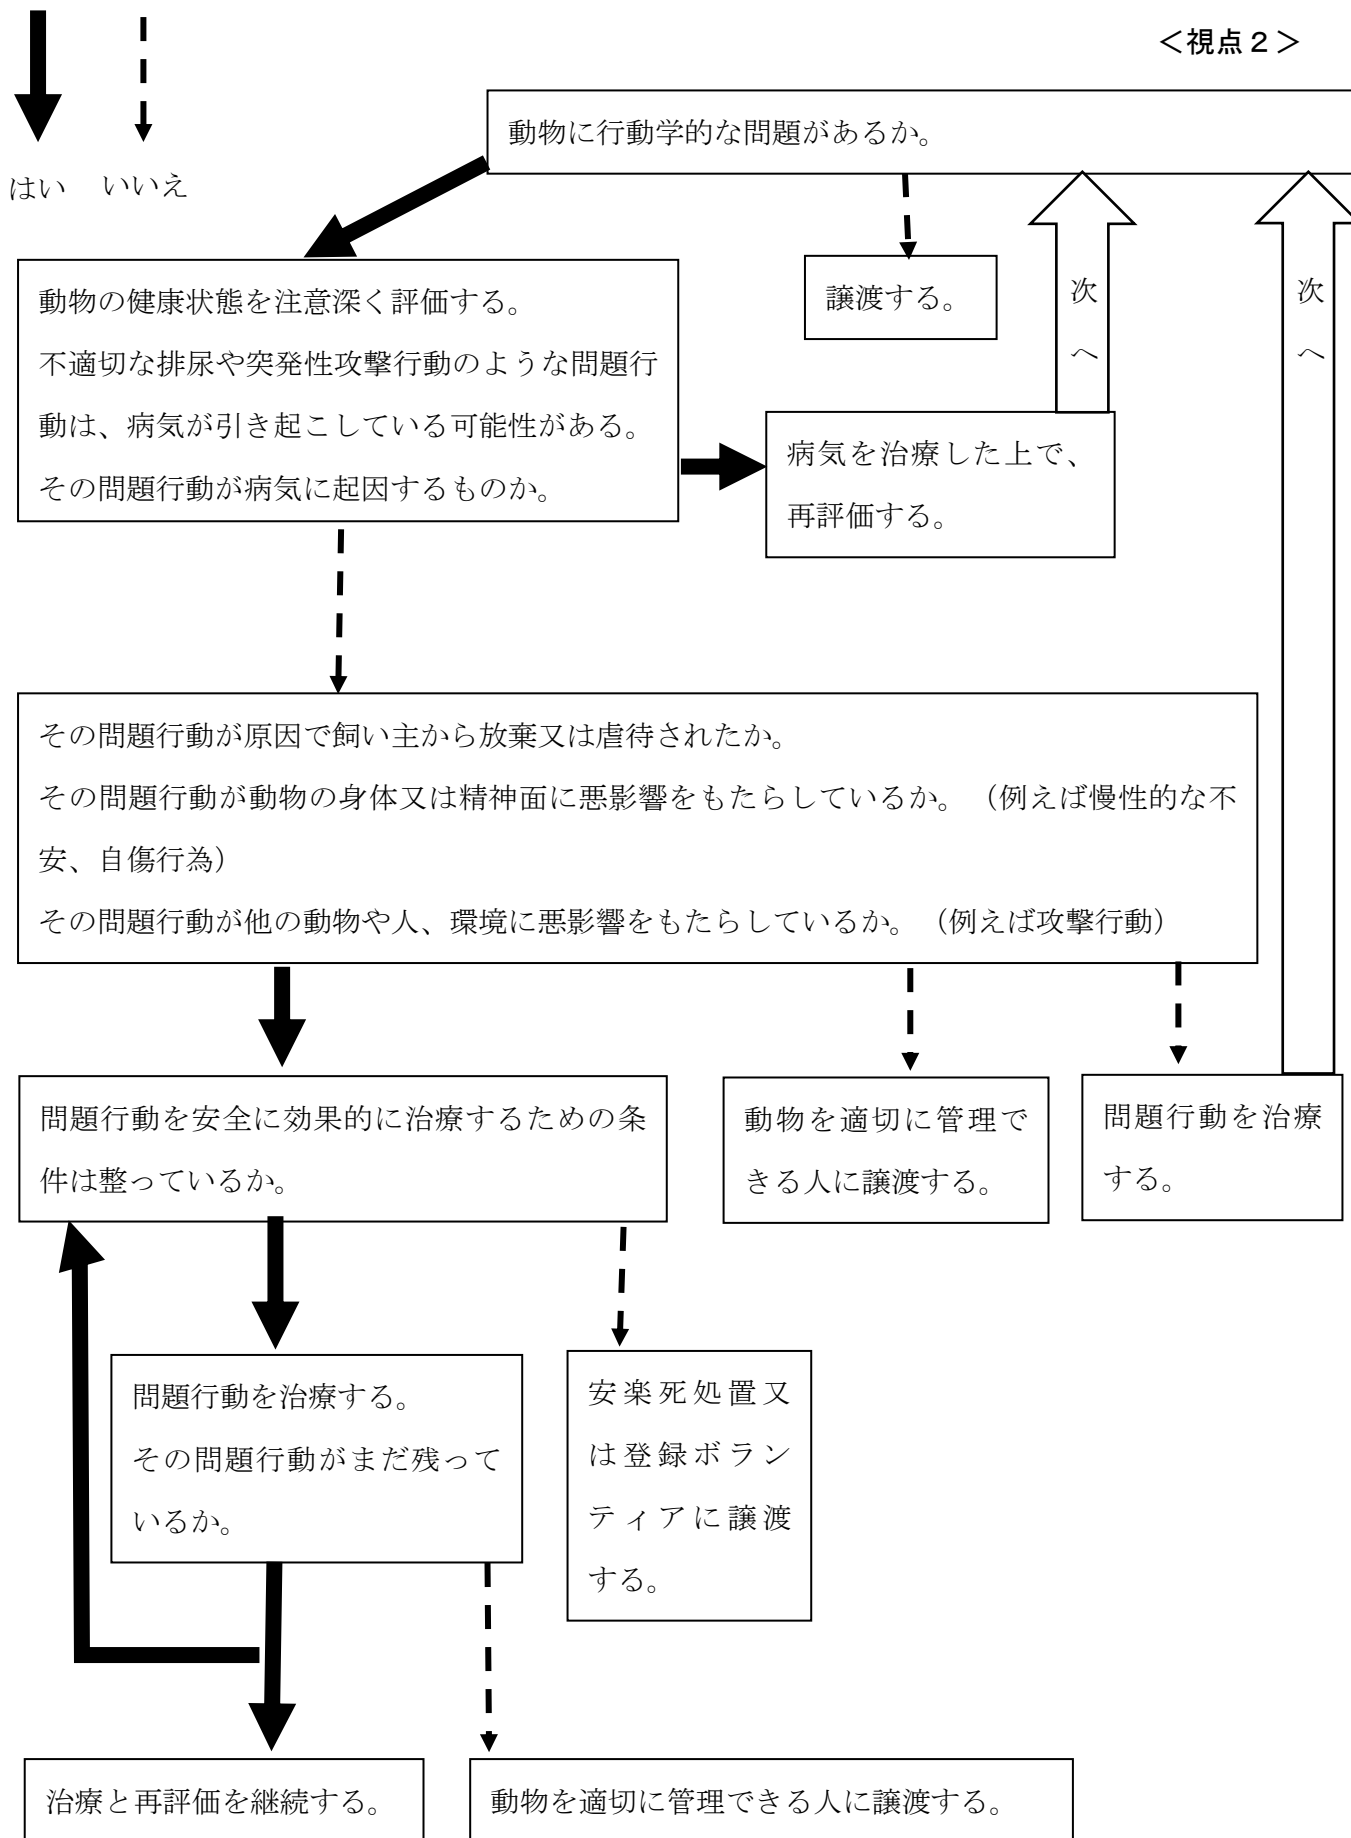 ＜視点２＞
はい
いいえ
動物に行動学的な問題があるか。
動物の健康状態を注意深く評価する。
不適切な排尿や突発性攻撃行動のような問題行
動は、病気が引き起こしている可能性がある。
その問題行動が病気に起因するものか。
譲渡する。
次
へ
次
へ
病気を治療した上で、
再評価する。
その問題行動が原因で飼い主から放棄又は虐待されたか。
その問題行動が動物の身体又は精神面に悪影響をもたらしているか。（例えば慢性的な不
安、自傷行為）
その問題行動が他の動物や人、環境に悪影響をもたらしているか。（例えば攻撃行動）
問題行動を安全に効果的に治療するための条
件は整っているか。
動物を適切に管理で
きる人に譲渡する。
問題行動を治療
する。
問題行動を治療する。
その問題行動がまだ残って
いるか。
安楽死処置又
は登録ボラン
ティアに譲渡
する。
治療と再評価を継続する。
動物を適切に管理できる人に譲渡する。